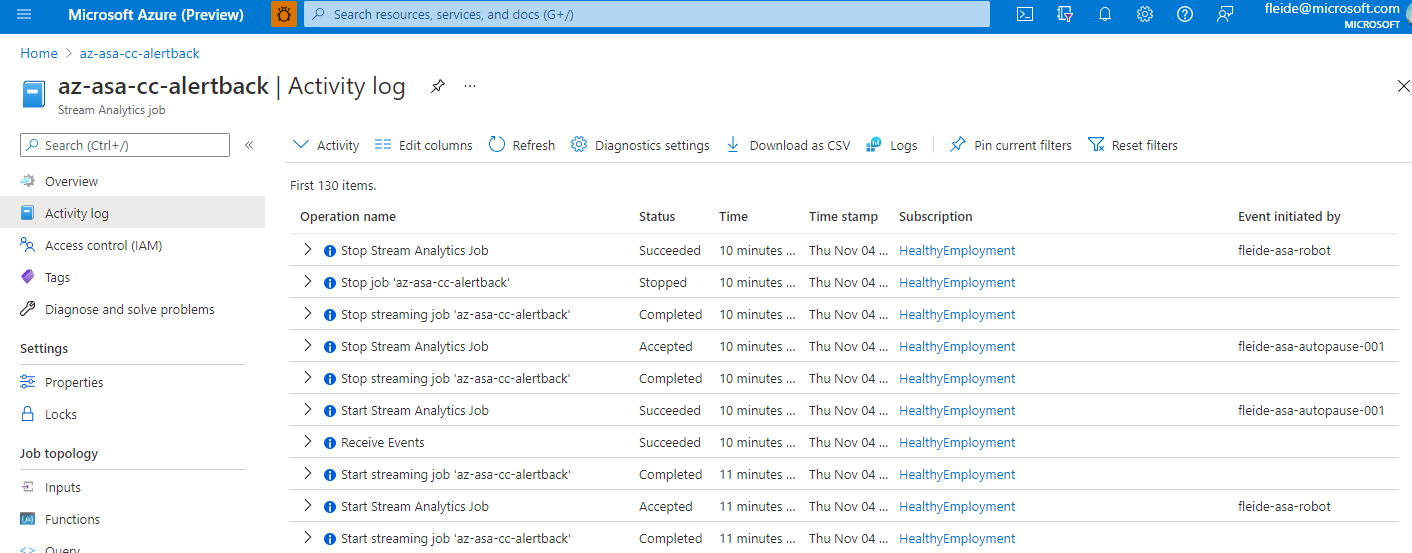 Microsoft Azure (Preview) Search resources, services, and docs (G+/) fleide@microsoft.com
MICROSOFT
Home > az-asa-cc-alertback
az-asa-cc-alertback | Activity log ...
Stream Analytics job
Search (Ctrl+/) «
Activity Edit columns Refresh Diagnostics settings Download as CSV Logs Pin current filters Reset filters
Overview
Activity log
Access control (IAM)
Tags
Diagnose and solve problems
Settings
Properties
Locks
Job topology
Inputs
Functions
Query
First 130 items.
Operation name Status Time Time stamp Subscription Event initiated by
Stop Stream Analytics Job Succeeded 10 minutes ... Thu Nov 04 ... HealthyEmployment fleide-asa-robot
Stop job 'az-asa-cc-alertback' Stopped 10 minutes ... Thu Nov 04 ... HealthyEmployment
Stop streaming job 'az-asa-cc-alertback' Completed 10 minutes ... Thu Nov 04 ... HealthyEmployment
Stop Stream Analytics Job Accepted 10 minutes ... Thu Nov 04 ... HealthyEmployment fleide-asa-autopause-001
Stop streaming job 'az-asa-cc-alertback' Completed 10 minutes ... Thu Nov 04 ... HealthyEmployment
Start Stream Analytics Job Succeeded 10 minutes ... Thu Nov 04 ... HealthyEmployment fleide-asa-autopause-001
Receive Events Succeeded 10 minutes ... Thu Nov 04 ... HealthyEmployment
Start streaming job 'az-asa-cc-alertback' Completed 11 minutes ... Thu Nov 04 ... HealthyEmployment
Start Stream Analytics Job Accepted 11 minutes ... Thu Nov 04 ... HealthyEmployment fleide-asa-robot
Start streaming job 'az-asa-cc-alertback' Completed 11 minutes ... Thu Nov 04 ... HealthyEmployment